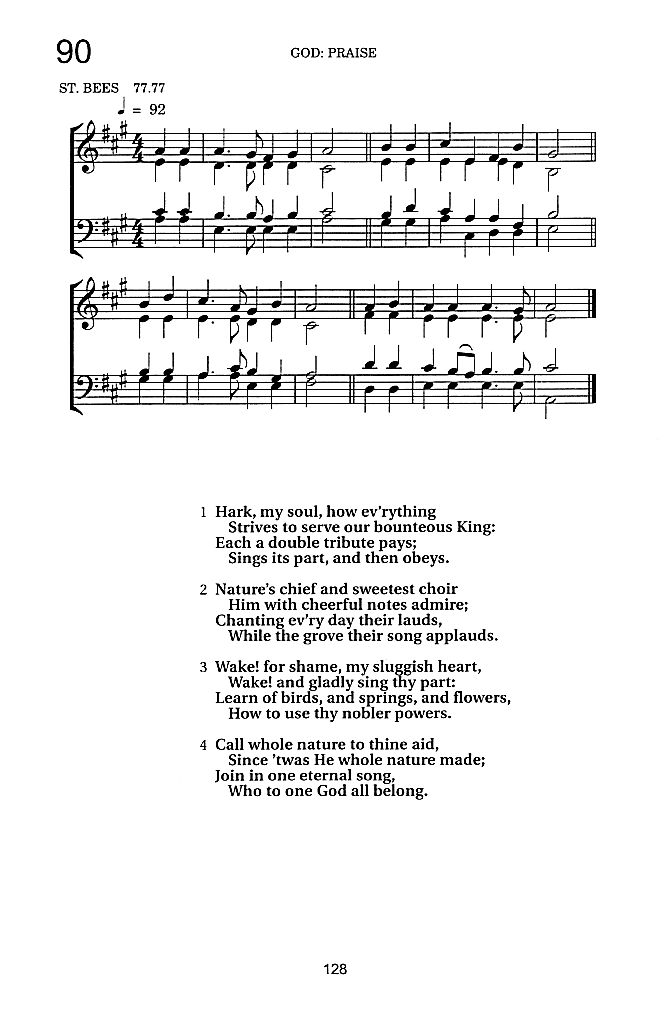 90
GOD: PRAISE
ST. BEES 77.77
♩ = 92
1 Hark, my soul, how ev'rything
Strives to serve our bounteous King:
Each a double tribute pays;
Sings its part, and then obeys.
2 Nature's chief and sweetest choir
Him with cheerful notes admire;
Chanting ev'ry day their lauds,
While the grove their song applauds.
3 Wake! for shame, my sluggish heart,
Wake! and gladly sing thy part:
Learn of birds, and springs, and flowers,
How to use thy nobler powers.
4 Call whole nature to thine aid,
Since 'twas He whole nature made;
Join in one eternal song,
Who to one God all belong.
128